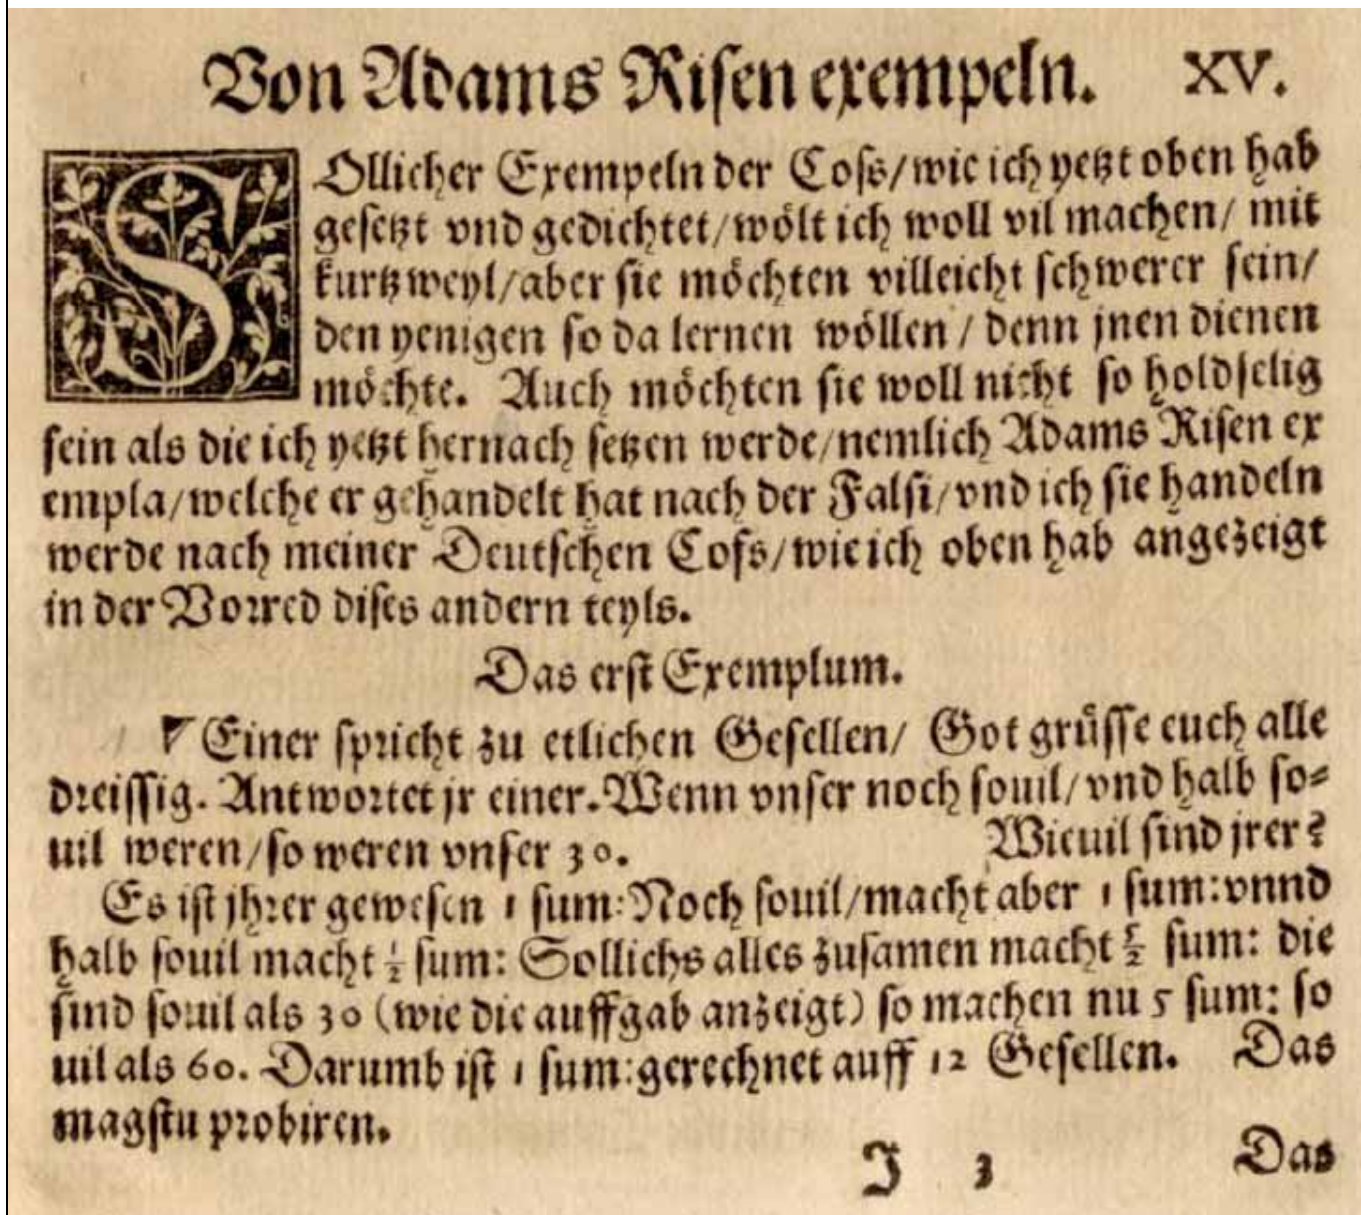 Von Adams Risen exempeln. XV.
SOllicher Exempeln der Coss/wie ich yetzt oben hab
gesetzt vnd gedichtet/wölt ich woll vil machen/ mit
kurtzweyl/aber sie möchten villeicht schwerer sein/
den yenigen so da lernen wöllen / denn jnen dienen
möchte. Auch möchten sie woll nicht so holdselig
sein als die ich yetzt hernach setzen werde/nemlich Adams Risen ex
empla/welche er gehandelt hat nach der Falsi/vnd ich sie handeln
werde nach meiner Deutschen Coss/wie ich oben hab angezeigt
in der Vorred dises andern teyls.
Das erst Exemplum.
Einer spricht zu etlichen Gesellen/ Got grüsse euch alle
dreissig. Antwortet jr einer. Wenn vnser noch souil/vnd halb so⸗
uil weren/so weren vnser 30. Wieuil sind jrer?
Es ist jhrer gewesen 1 sum: Noch souil/macht aber 1 sum: vnnd
halb souil macht ½ sum: Sollichs alles zusamen macht 5/2 sum: die
sind souil als 30 (wie die auffgab anzeigt) so machen nu 5 sum: so
uil als 60. Darumb ist 1 sum: gerechnet auff 12 Gesellen. Das
magstu probiren.
J 3 Das